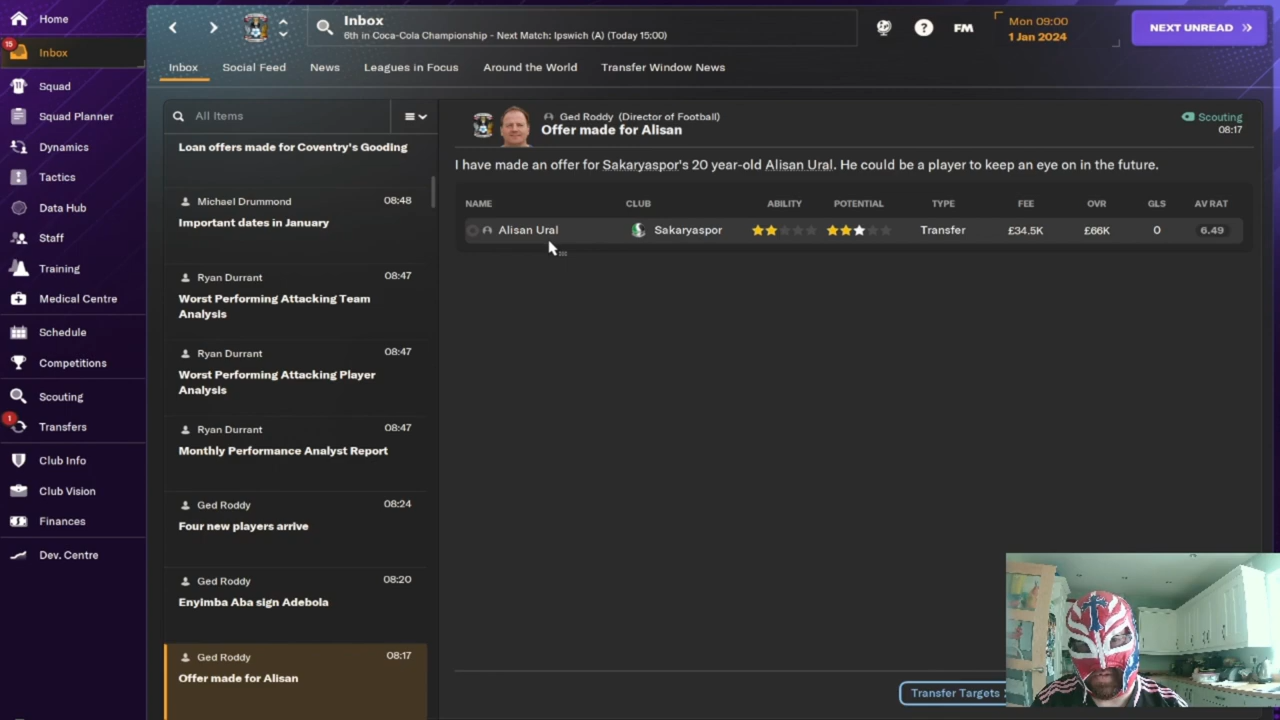 Home
15
Inbox
Squad
Squad Planner
Dynamics
Tactics
Data Hub
Staff
Training
Medical Centre
Schedule
Competitions
Scouting
1
Transfers
Club Info
Club Vision
Finances
Dev. Centre
Inbox
6th in Coca-Cola Championship - Next Match: Ipswich (A) (Today 15:00)
?
FM
Mon 09:00
1 Jan 2024
NEXT UNREAD
Inbox Social Feed News Leagues in Focus Around the World Transfer Window News
All Items
Loan offers made for Coventry's Gooding
Michael Drummond 08:48
Important dates in January
Ryan Durrant 08:47
Worst Performing Attacking Team
Analysis
Ryan Durrant 08:47
Worst Performing Attacking Player
Analysis
Ryan Durrant 08:47
Monthly Performance Analyst Report
Ged Roddy 08:24
Four new players arrive
Ged Roddy 08:20
Enyimba Aba sign Adebola
Ged Roddy 08:17
Offer made for Alisan
Ged Roddy (Director of Football)
Offer made for Alisan
Scouting
08:17
I have made an offer for Sakaryaspor's 20 year-old Alisan Ural. He could be a player to keep an eye on in the future.
NAME CLUB ABILITY POTENTIAL TYPE FEE OVR GLS AV RAT
Alisan Ural Sakaryaspor Transfer £34.5K £66K 0 6.49
Transfer Targets